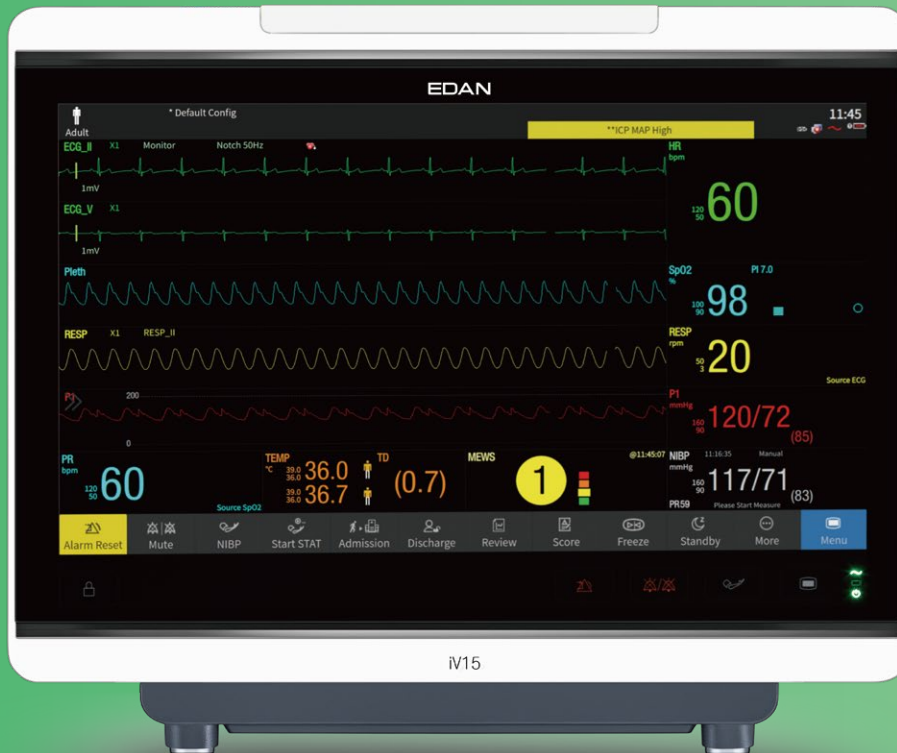 EDAN
* Default Config
11:45
Adult
**ICP MAP High
ECG_II X1 Monitor Notch 50Hz
1mV
HR
bpm
120
50
60
ECG_V X1
1mV
Pleth
SpO2
%
PI 7.0
100
90
98
RESP X1 RESP_II
RESP
rpm
50
3
20
Source ECG
P1
200
0
P1
mmHg
160
90
120/72
(85)
PR
bpm
120
50
60
Source SpO2
TEMP
°C
39.0
36.0
36.0
39.0
36.0
36.7
TD
(0.7)
MEWS
@11:45:07
1
NIBP 11:16:35 Manual
mmHg
160
90
117/71
(83)
PR59 Please Start Measure
Alarm Reset Mute NIBP Start STAT Admission Discharge Review Score Freeze Standby More Menu
iV15